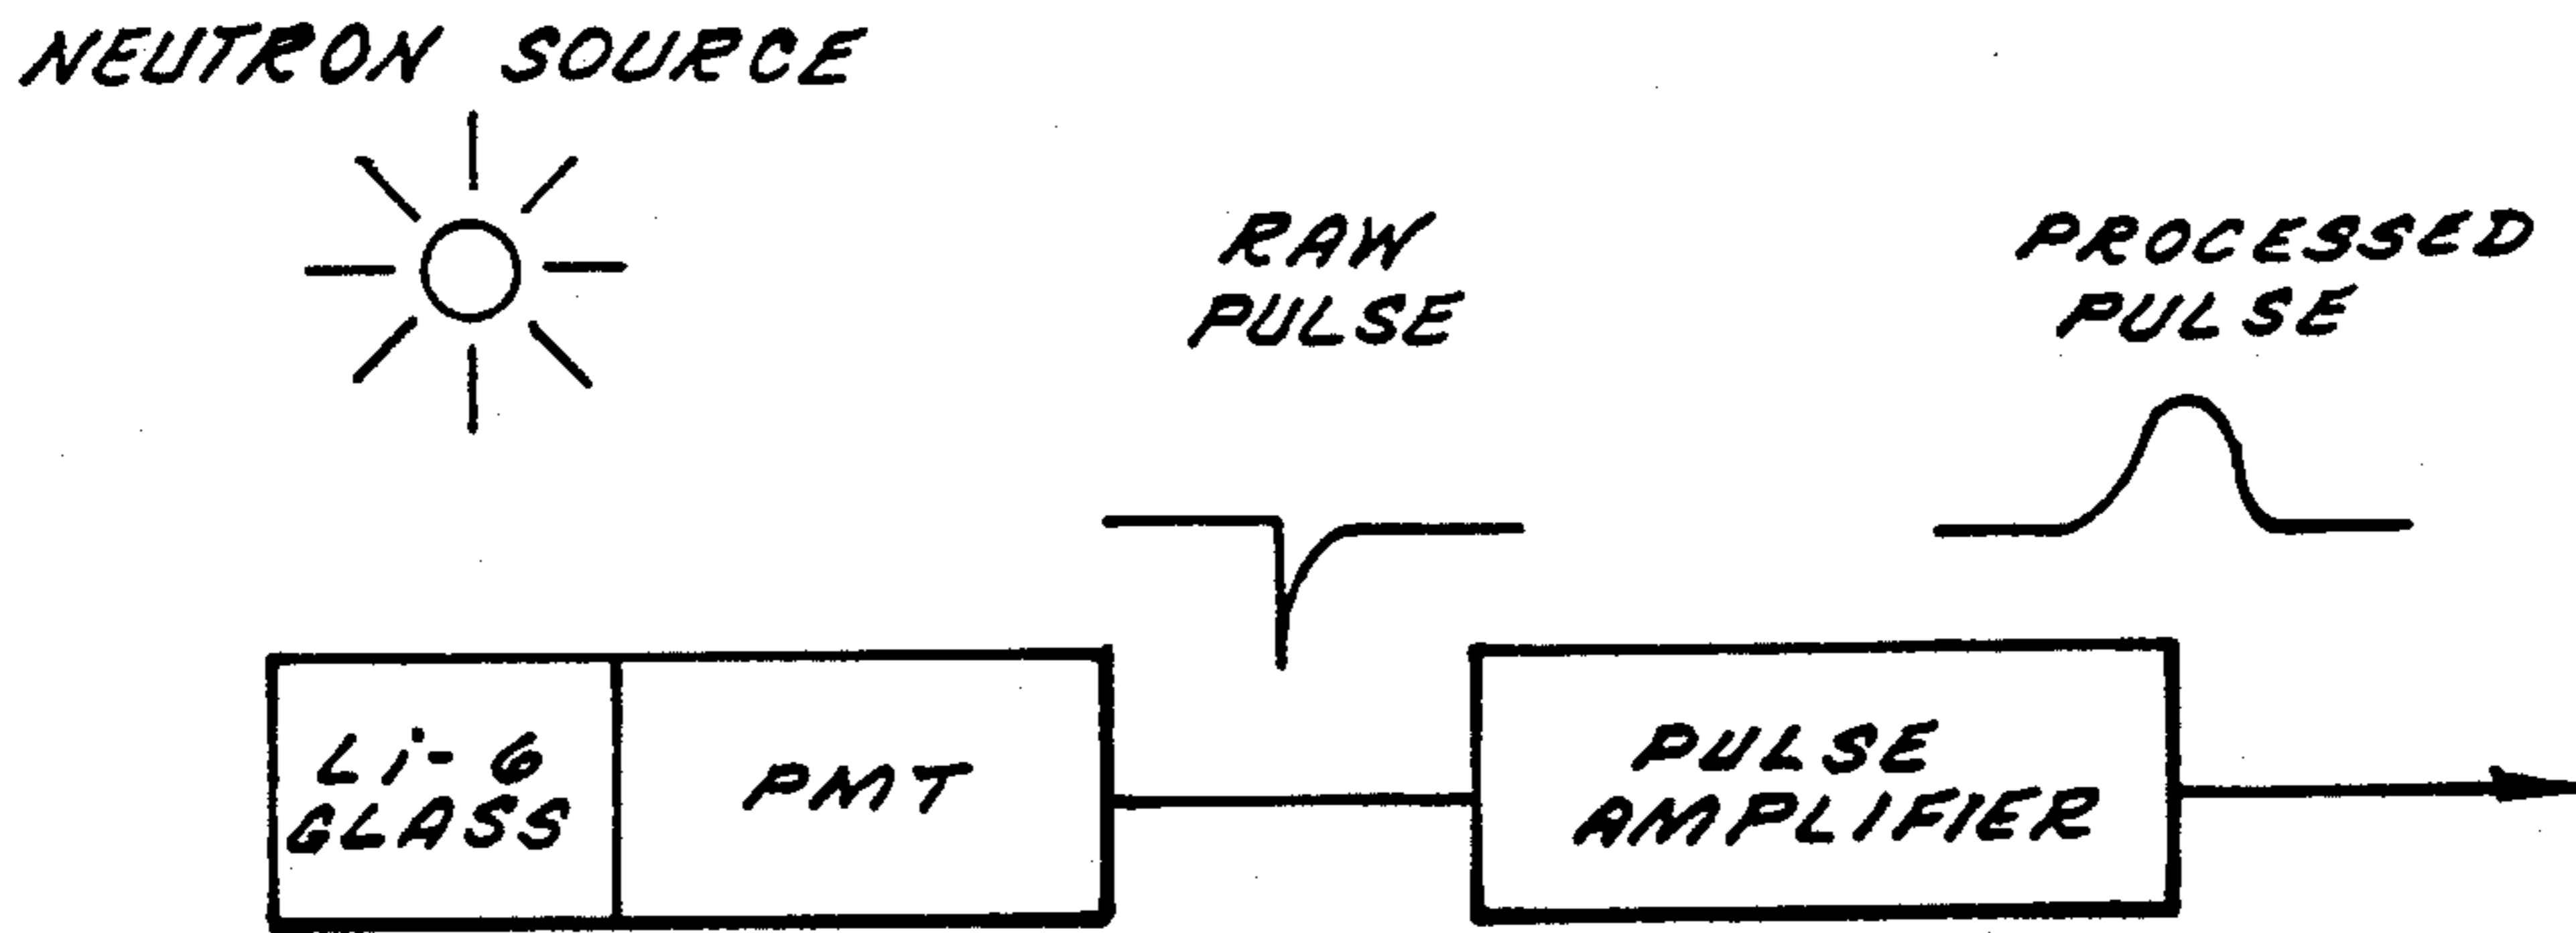 NEUTRON SOURCE
RAW
PULSE
PROCESSED
PULSE
Li-6
GLASS
PMT
PULSE
AMPLIFIER